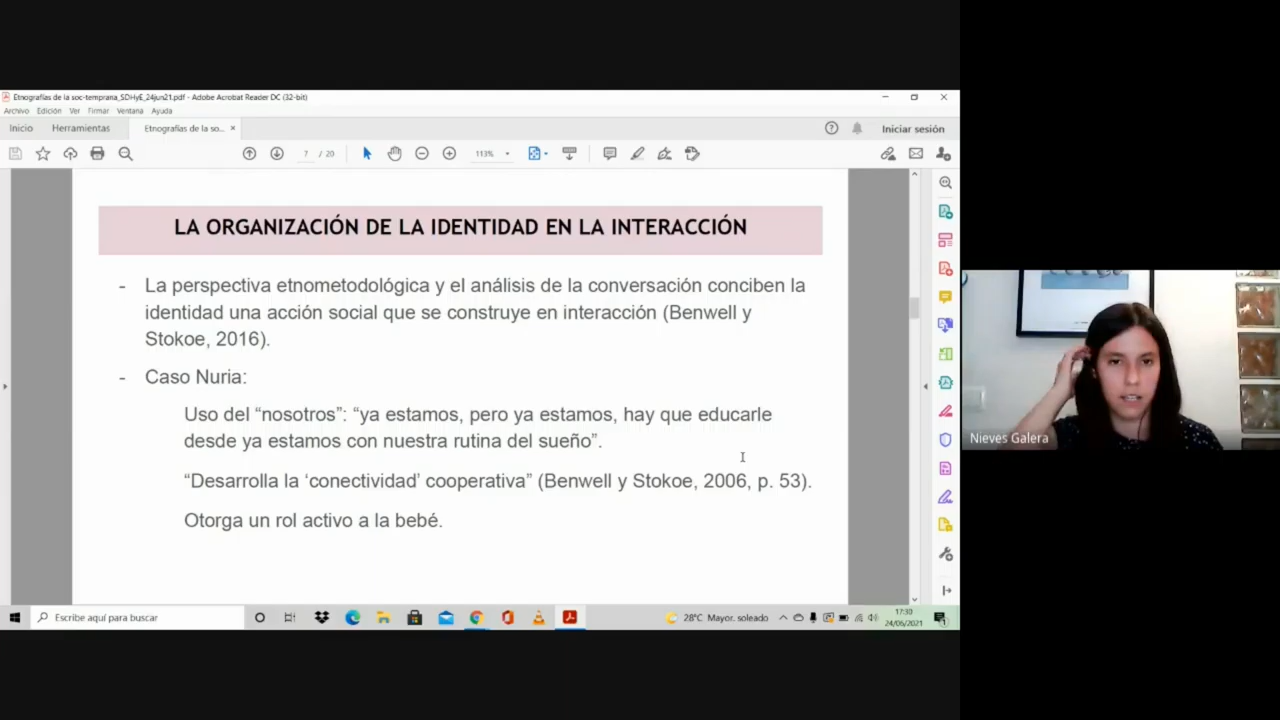 Etnografías de la soc-temprana_SDHyE_24jun21.pdf - Adobe Acrobat Reader DC (32-bit)
Archivo Edición Ver Firmar Ventana Ayuda
Inicio Herramientas Etnografías de la so... × Iniciar sesión
7 / 20 113%
LA ORGANIZACIÓN DE LA IDENTIDAD EN LA INTERACCIÓN
- La perspectiva etnometodológica y el análisis de la conversación conciben la
identidad una acción social que se construye en interacción (Benwell y
Stokoe, 2016).
- Caso Nuria:
Uso del “nosotros”: “ya estamos, pero ya estamos, hay que educarle
desde ya estamos con nuestra rutina del sueño”.
“Desarrolla la ‘conectividad’ cooperativa” (Benwell y Stokoe, 2006, p. 53).
Otorga un rol activo a la bebé.
Nieves Galera
Escribe aquí para buscar
28°C Mayor. soleado
17:30
24/06/2021